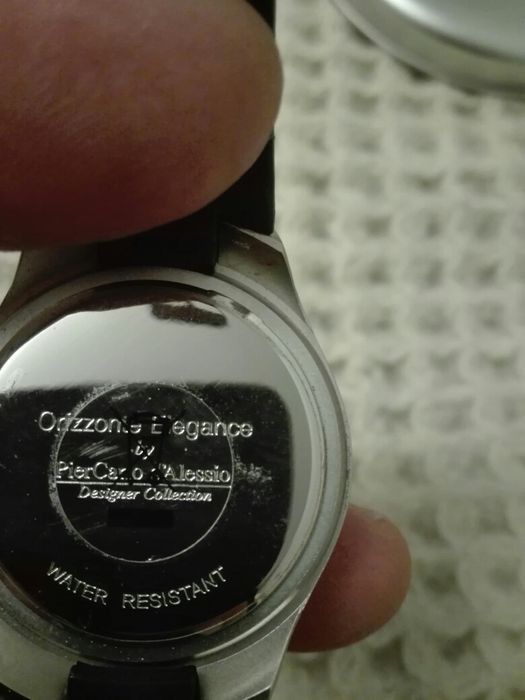 Orizzonte Elegance
by
PierCarlo d'Alessio
Designer Collection
WATER RESISTANT